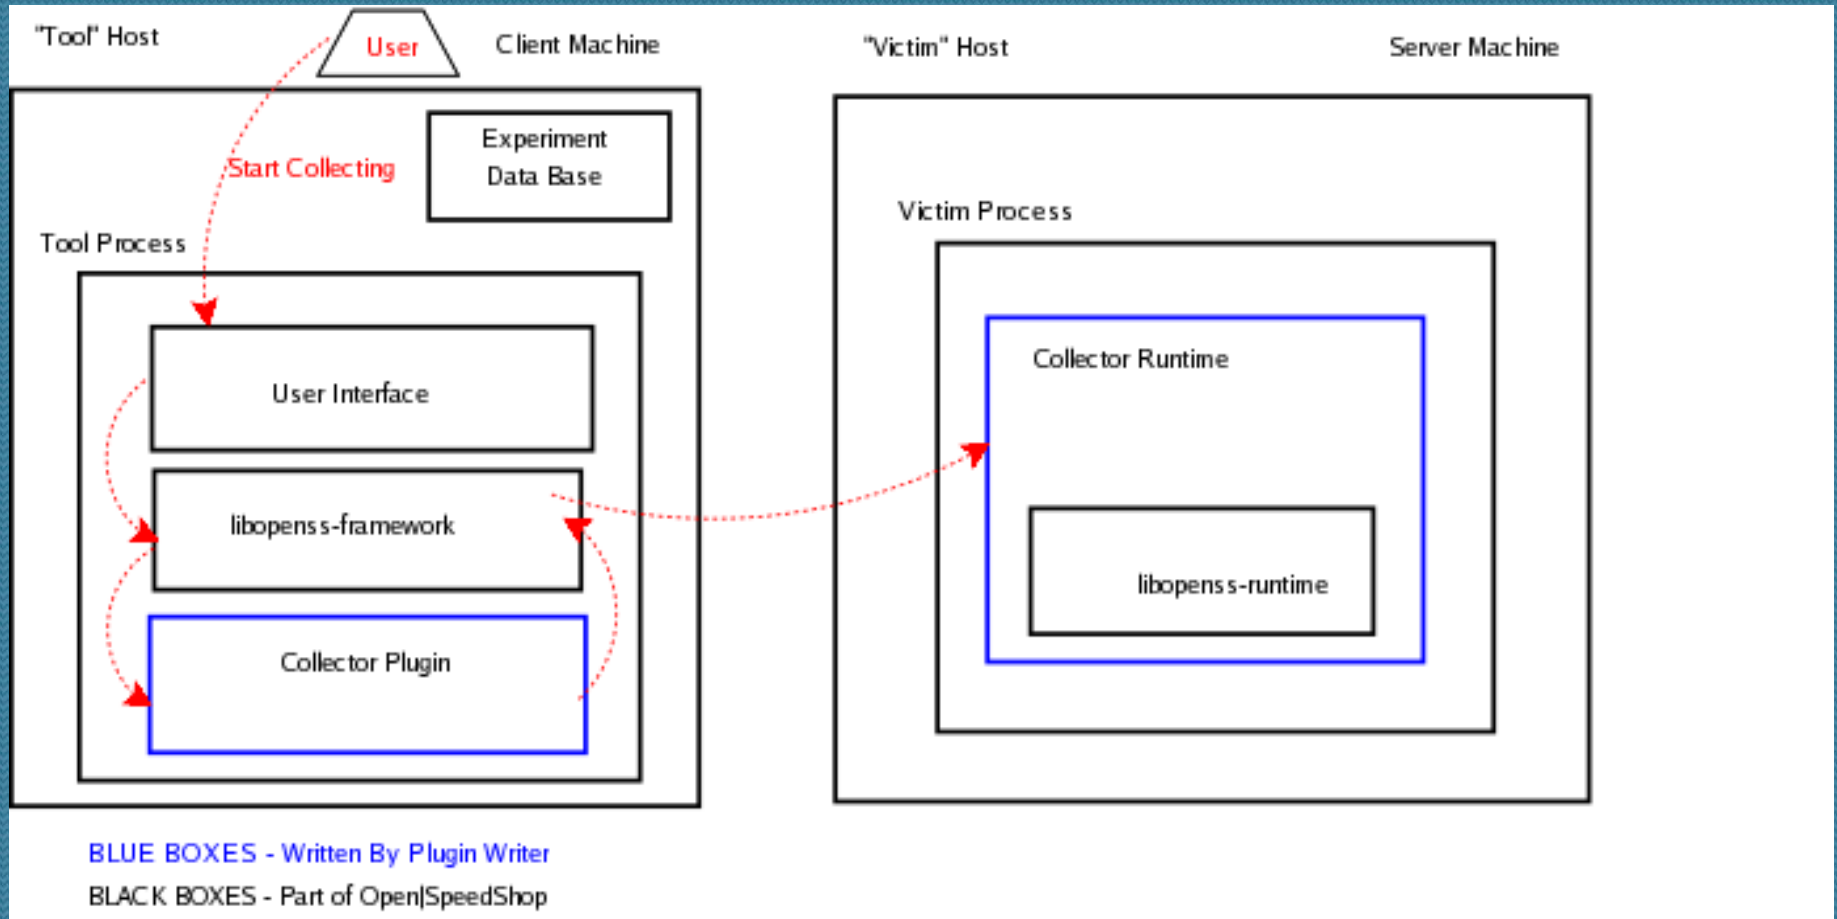 "Tool" Host
User
Client Machine
"Victim" Host
Server Machine
Experiment
Data Base
Start Collecting
Tool Process
Victim Process
User Interface
Collector Runtime
libopenss-framework
libopenss-runtime
Collector Plugin
BLUE BOXES - Written By Plugin Writer
BLACK BOXES - Part of Open|SpeedShop